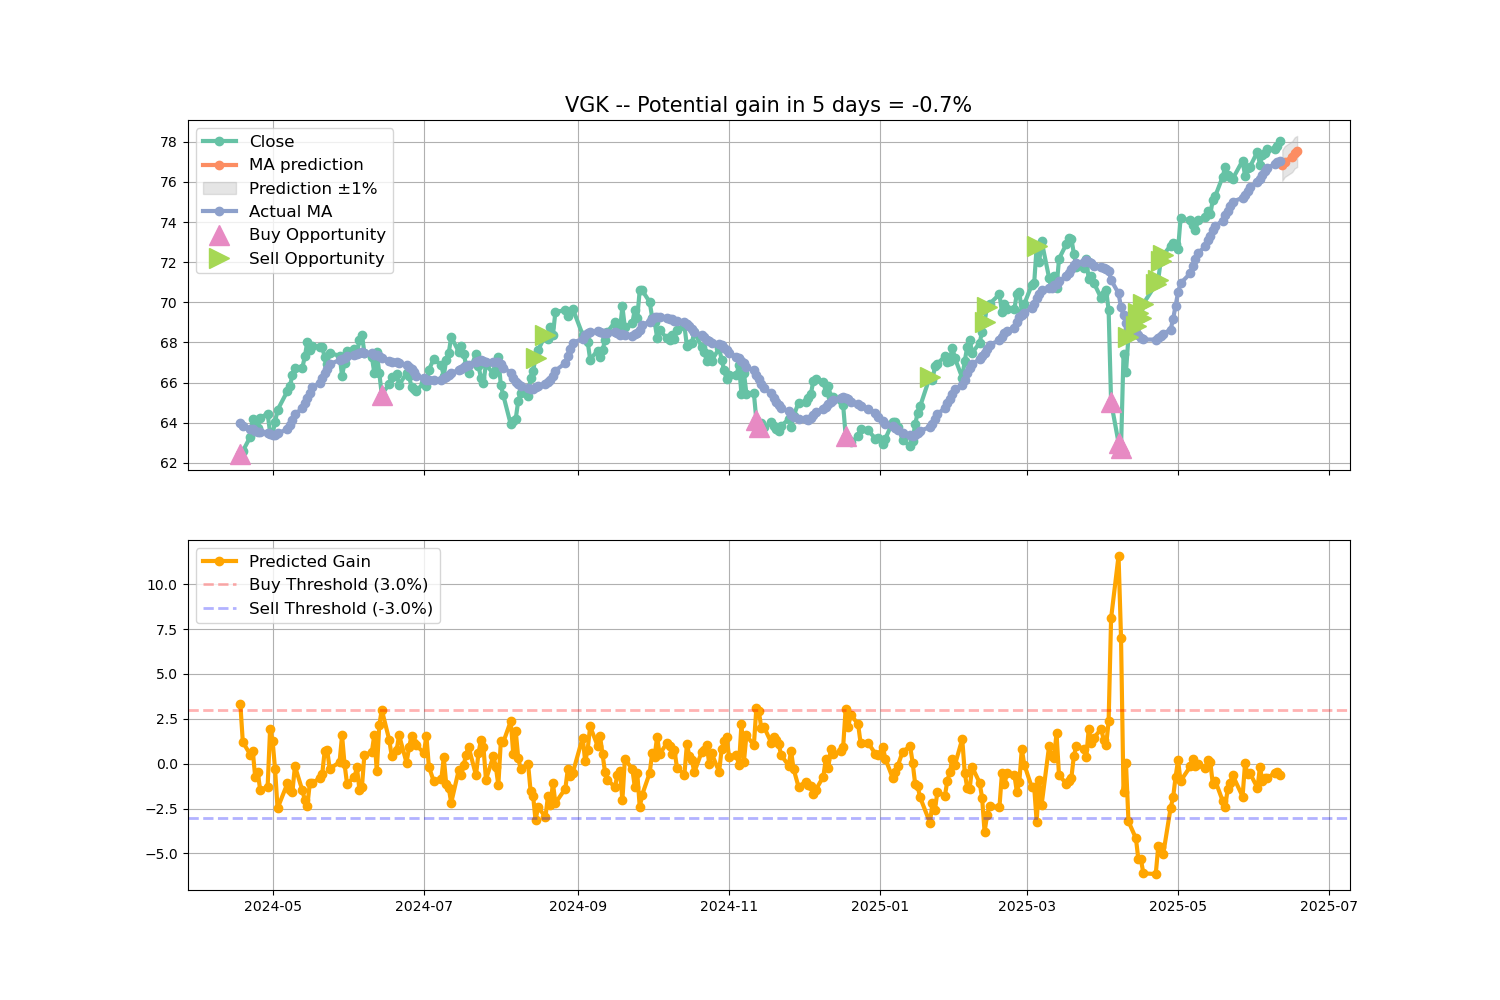 VGK -- Potential gain in 5 days = -0.7%
78
76
74
72
70
68
66
64
62
Close
MA prediction
Prediction ±1%
Actual MA
Buy Opportunity
Sell Opportunity
10.0
7.5
5.0
2.5
0.0
−2.5
−5.0
Predicted Gain
Buy Threshold (3.0%)
Sell Threshold (-3.0%)
2024-05 2024-07 2024-09 2024-11 2025-01 2025-03 2025-05 2025-07